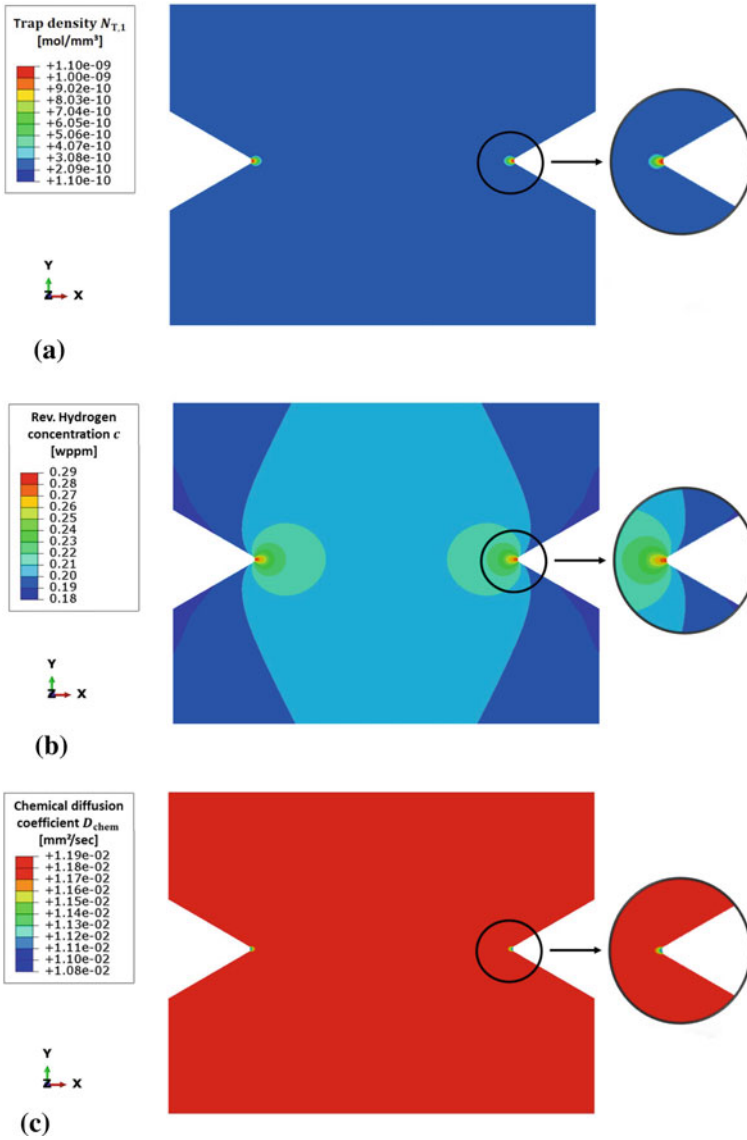 Trap density N_T,1
[mol/mm³]
+1.10e-09
+1.00e-09
+9.02e-10
+8.03e-10
+7.04e-10
+6.05e-10
+5.06e-10
+4.07e-10
+3.08e-10
+2.09e-10
+1.10e-10
Y
Z X
(a)
Rev. Hydrogen
concentration c
[wppm]
0.29
0.28
0.27
0.26
0.25
0.24
0.23
0.22
0.21
0.20
0.19
0.18
Y
Z X
(b)
Chemical diffusion
coefficient D_chem
[mm²/sec]
+1.19e-02
+1.18e-02
+1.17e-02
+1.16e-02
+1.15e-02
+1.14e-02
+1.13e-02
+1.12e-02
+1.11e-02
+1.10e-02
+1.08e-02
Y
Z X
(c)